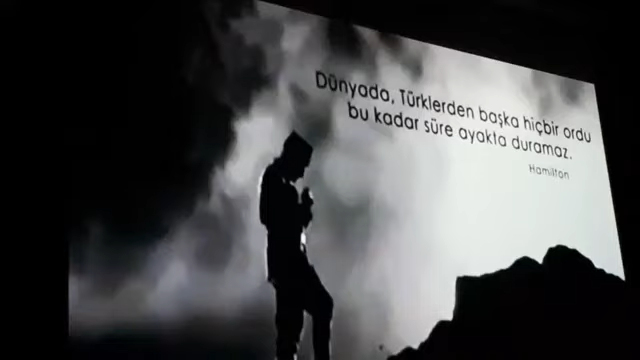 Dünyada, Türklerden başka hiçbir ordu
bu kadar süre ayakta duramaz.
Hamilton